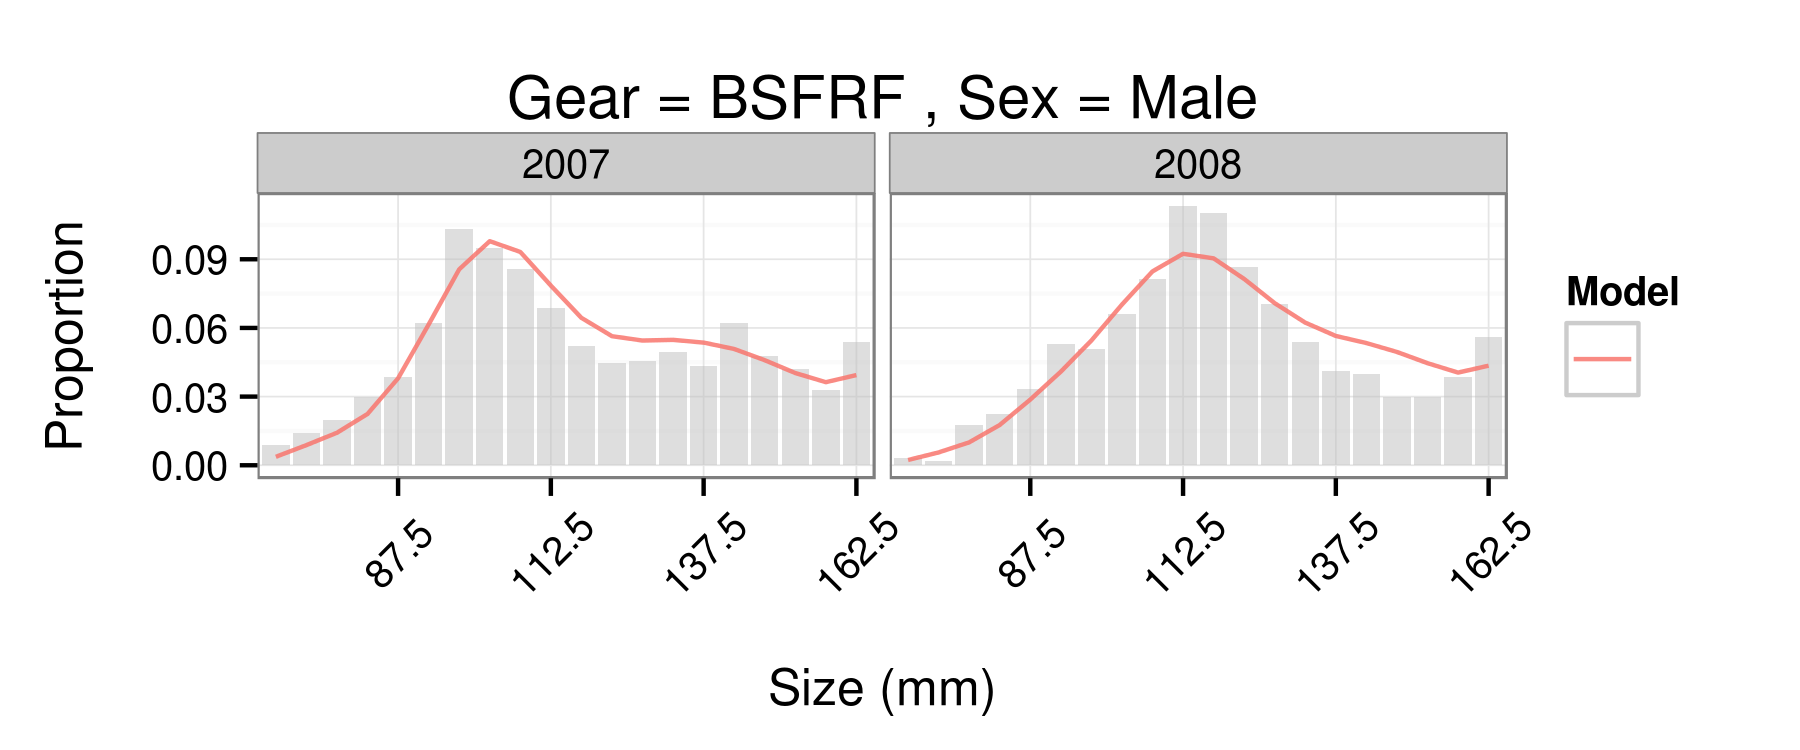 Gear = BSFRF , Sex = Male
2007 2008
Proportion
0.09
0.06
0.03
0.00
87.5 112.5 137.5 162.5 87.5 112.5 137.5 162.5
Size (mm)
Model